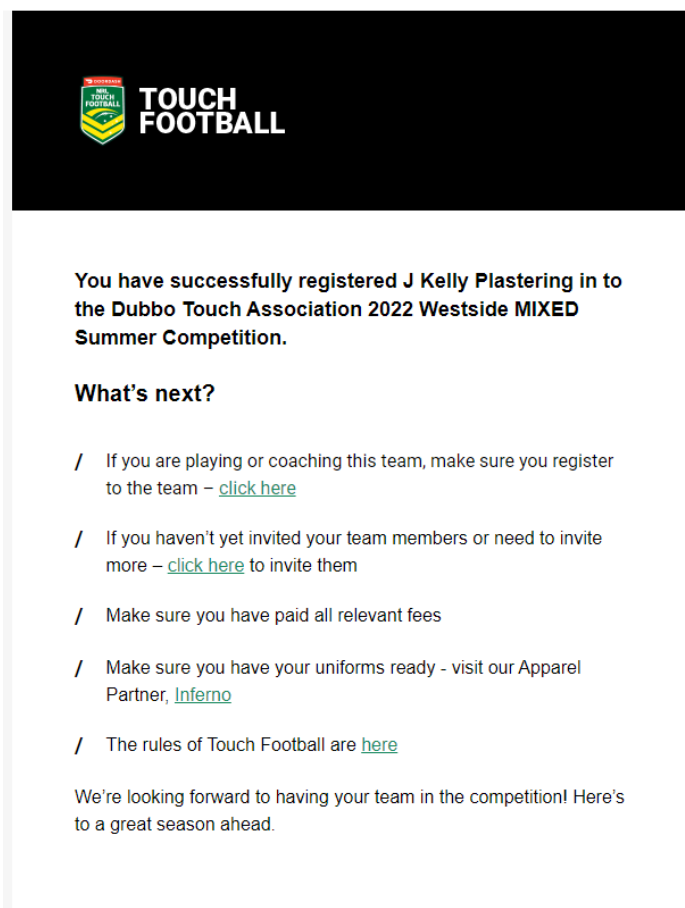 DOORDASH
NRL
TOUCH
FOOTBALL
TOUCH
FOOTBALL
You have successfully registered J Kelly Plastering in to
the Dubbo Touch Association 2022 Westside MIXED
Summer Competition.
What’s next?
/ If you are playing or coaching this team, make sure you register
to the team – click here
/ If you haven’t yet invited your team members or need to invite
more – click here to invite them
/ Make sure you have paid all relevant fees
/ Make sure you have your uniforms ready - visit our Apparel
Partner, Inferno
/ The rules of Touch Football are here
We’re looking forward to having your team in the competition! Here’s
to a great season ahead.